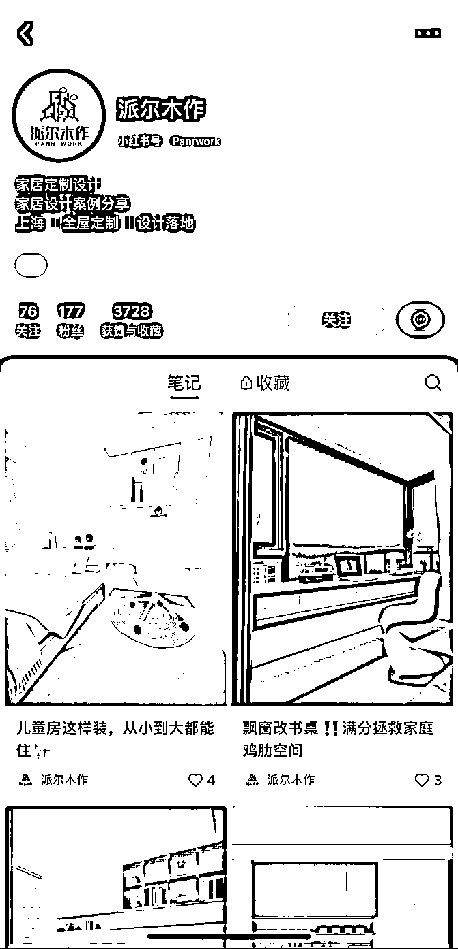 派尔木作
PANN WORK
派尔木作
小红书号 Pannwork
家居定制设计
家居设计案例分享
上海 全屋定制 设计落地
76 177 3728
关注 粉丝 获赞与收藏
关注
笔记 收藏
儿童房这样装，从小到大都能
住
飘窗改书桌‼️满分拯救家庭
鸡肋空间
派尔木作 4
派尔木作 3